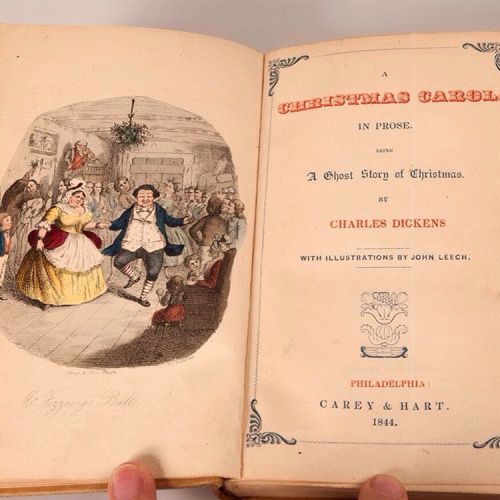 Mr. Fezziwig's Ball.
A
CHRISTMAS CAROL
IN PROSE.
BEING
A Ghost Story of Christmas.
BY
CHARLES DICKENS
WITH ILLUSTRATIONS BY JOHN LEECH.
PHILADELPHIA:
CAREY & HART.
1844.